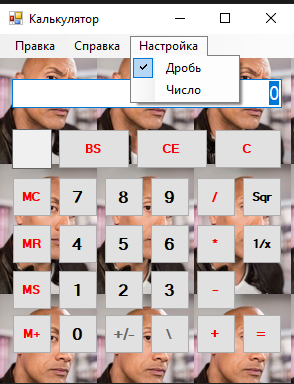 Калькулятор
Правка Справка Настройка
Дробь
Число
0
BS CE C
MC 7 8 9 / Sqr
MR 4 5 6 * 1/x
MS 1 2 3 -
M+ 0 +/- \ + =